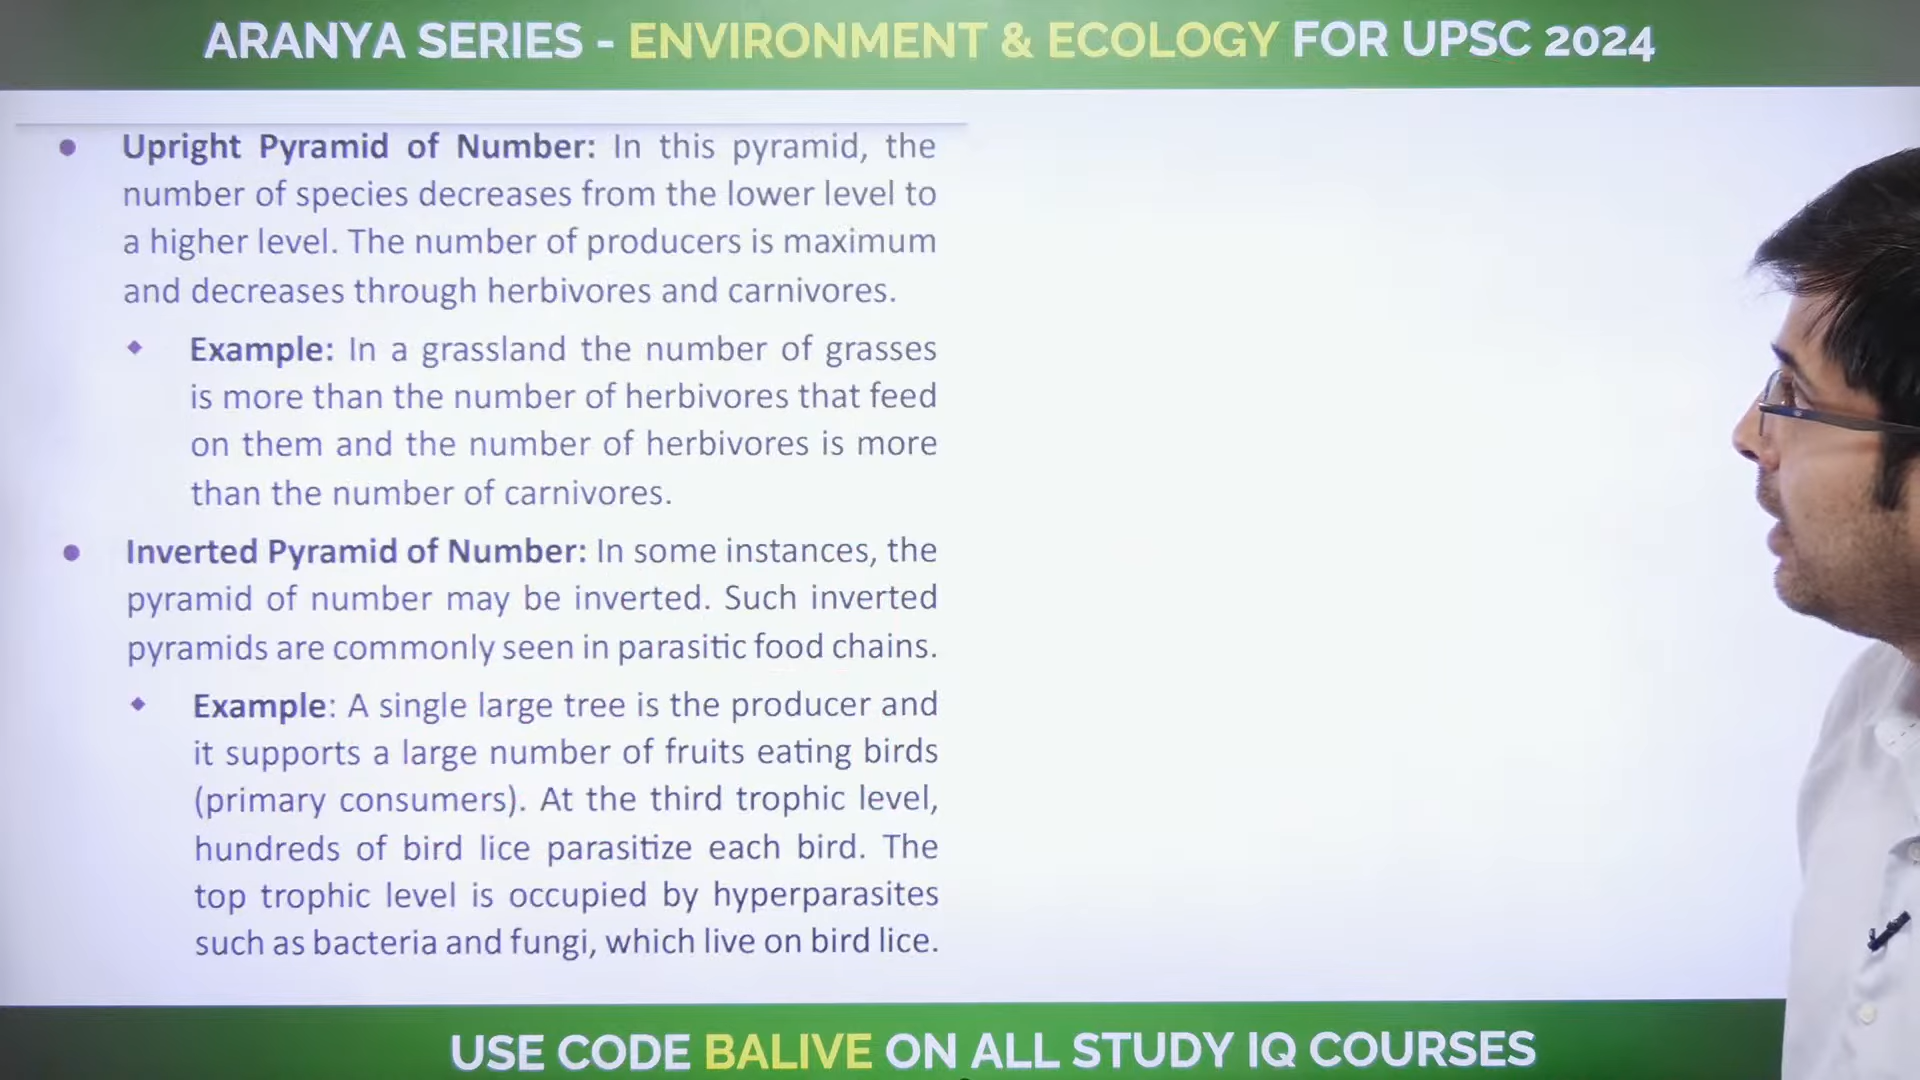 ARANYA SERIES - ENVIRONMENT & ECOLOGY FOR UPSC 2024
● Upright Pyramid of Number: In this pyramid, the
number of species decreases from the lower level to
a higher level. The number of producers is maximum
and decreases through herbivores and carnivores.
◆ Example: In a grassland the number of grasses
is more than the number of herbivores that feed
on them and the number of herbivores is more
than the number of carnivores.
● Inverted Pyramid of Number: In some instances, the
pyramid of number may be inverted. Such inverted
pyramids are commonly seen in parasitic food chains.
◆ Example: A single large tree is the producer and
it supports a large number of fruits eating birds
(primary consumers). At the third trophic level,
hundreds of bird lice parasitize each bird. The
top trophic level is occupied by hyperparasites
such as bacteria and fungi, which live on bird lice.
USE CODE BALIVE ON ALL STUDY IQ COURSES